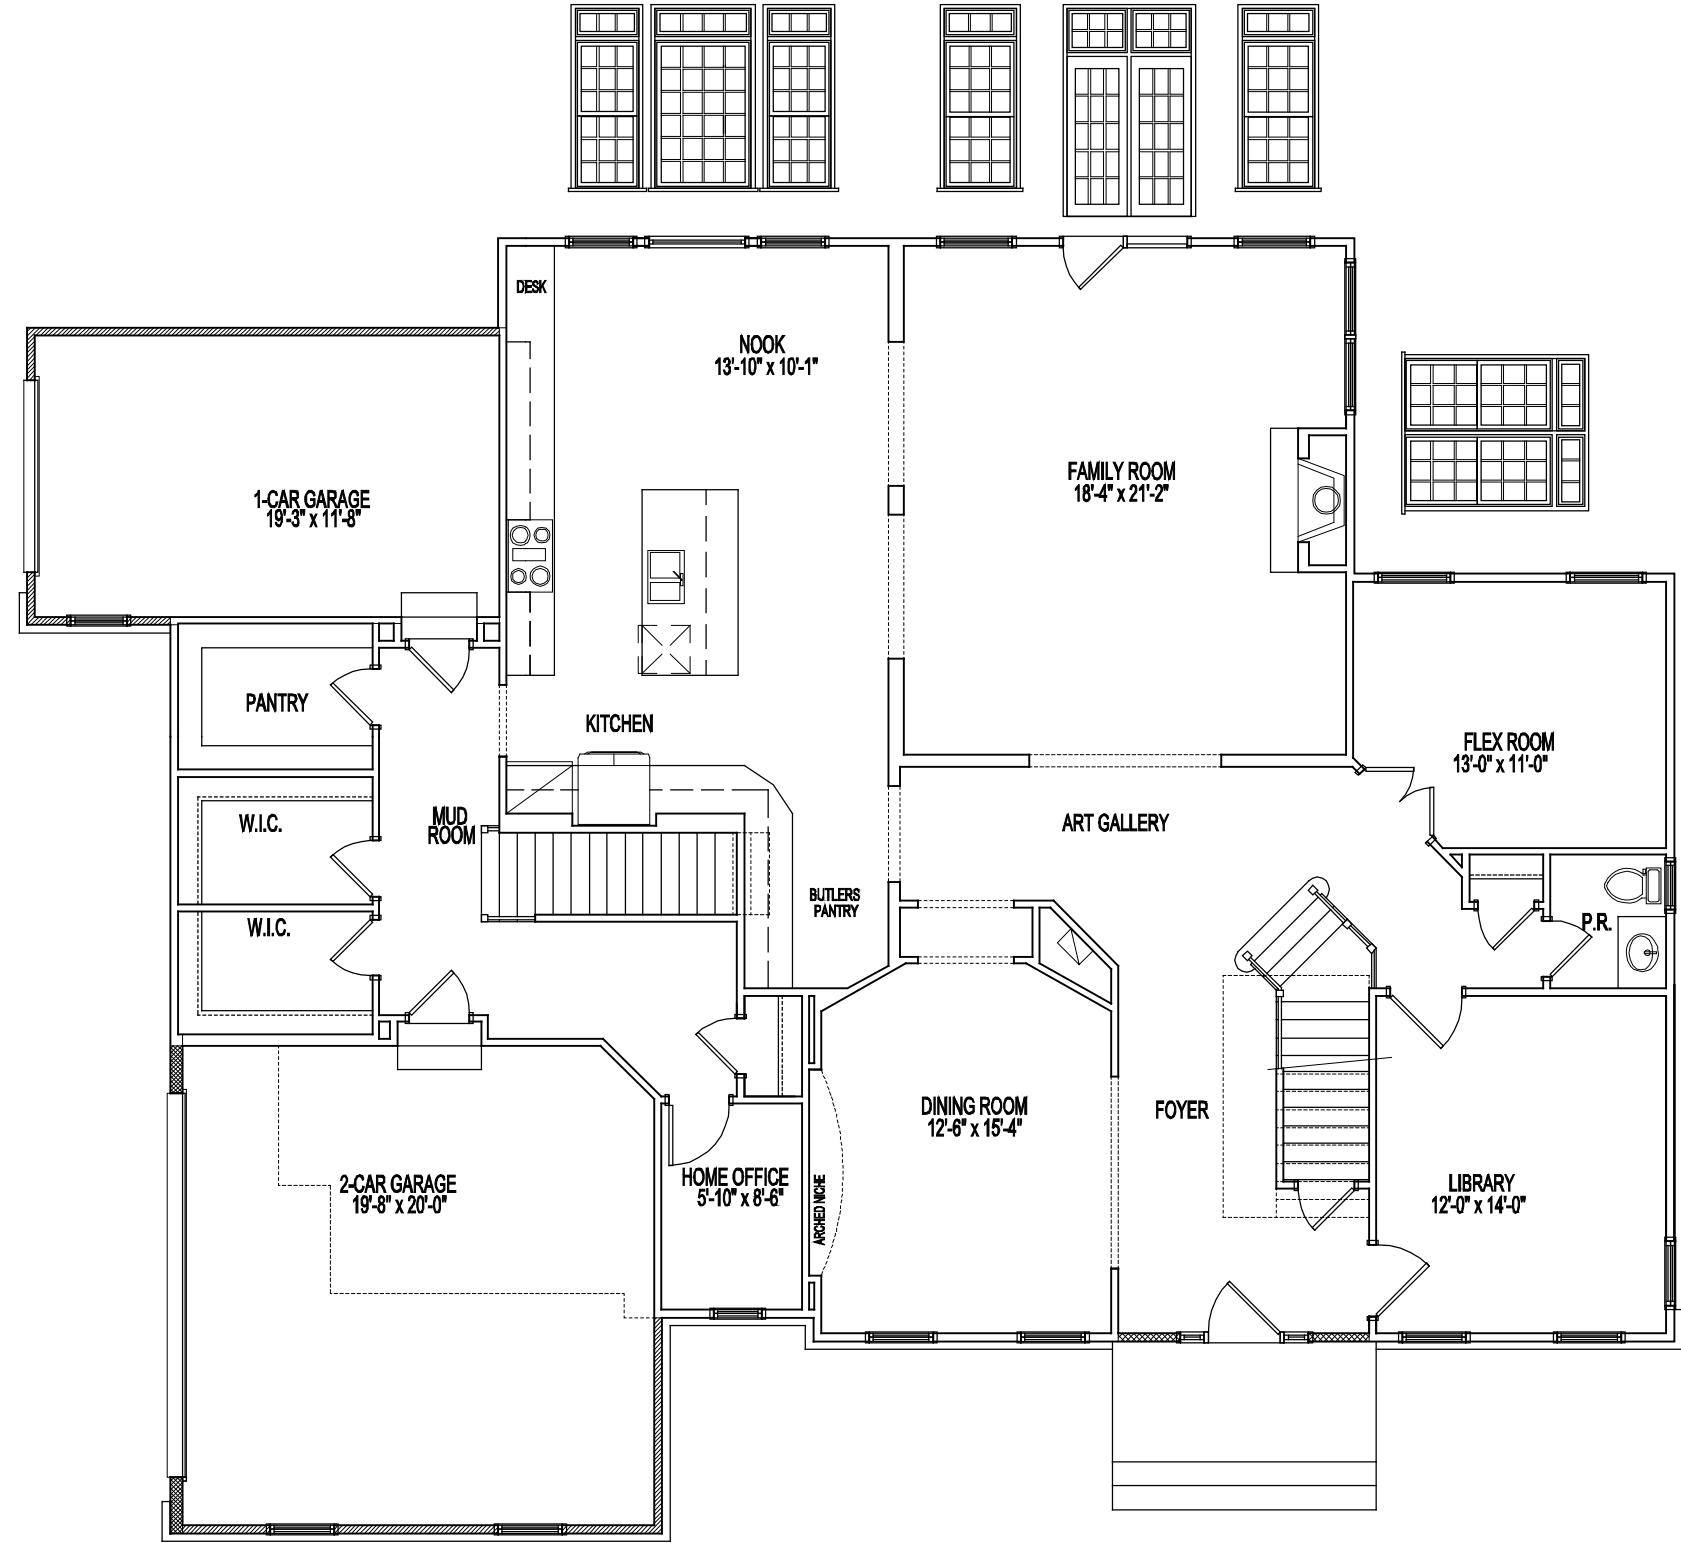 DESK
NOOK
13'-10" x 10'-1"
FAMILY ROOM
18'-4" x 21'-2"
1-CAR GARAGE
19'-3" x 11'-8"
PANTRY
KITCHEN
FLEX ROOM
13'-0" x 11'-0"
W.I.C.
MUD
ROOM
ART GALLERY
BUTLERS
PANTRY
W.I.C.
P.R.
DINING ROOM
12'-6" x 15'-4"
FOYER
2-CAR GARAGE
19'-8" x 20'-0"
HOME OFFICE
5'-10" x 8'-6"
ARCHED NICHE
LIBRARY
12'-0" x 14'-0"